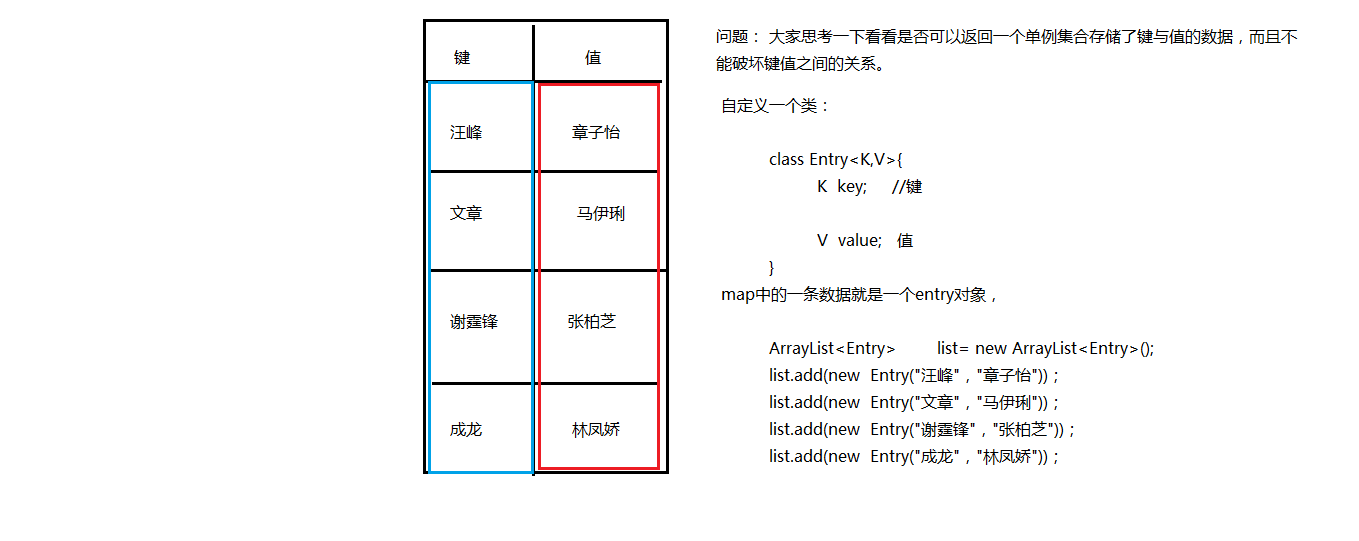 键 值
汪峰 章子怡
文章 马伊琍
谢霆锋 张柏芝
成龙 林凤娇
问题： 大家思考一下看看是否可以返回一个单例集合存储了键与值的数据，而且不
能破坏键值之间的关系。
自定义一个类：
class Entry<K,V>{
K key; //键
V value; 值
}
map中的一条数据就是一个entry对象，
ArrayList<Entry> list= new ArrayList<Entry>();
list.add(new Entry("汪峰"，"章子怡"))；
list.add(new Entry("文章"，"马伊琍"))；
list.add(new Entry("谢霆锋"，"张柏芝"))；
list.add(new Entry("成龙"，"林凤娇"))；